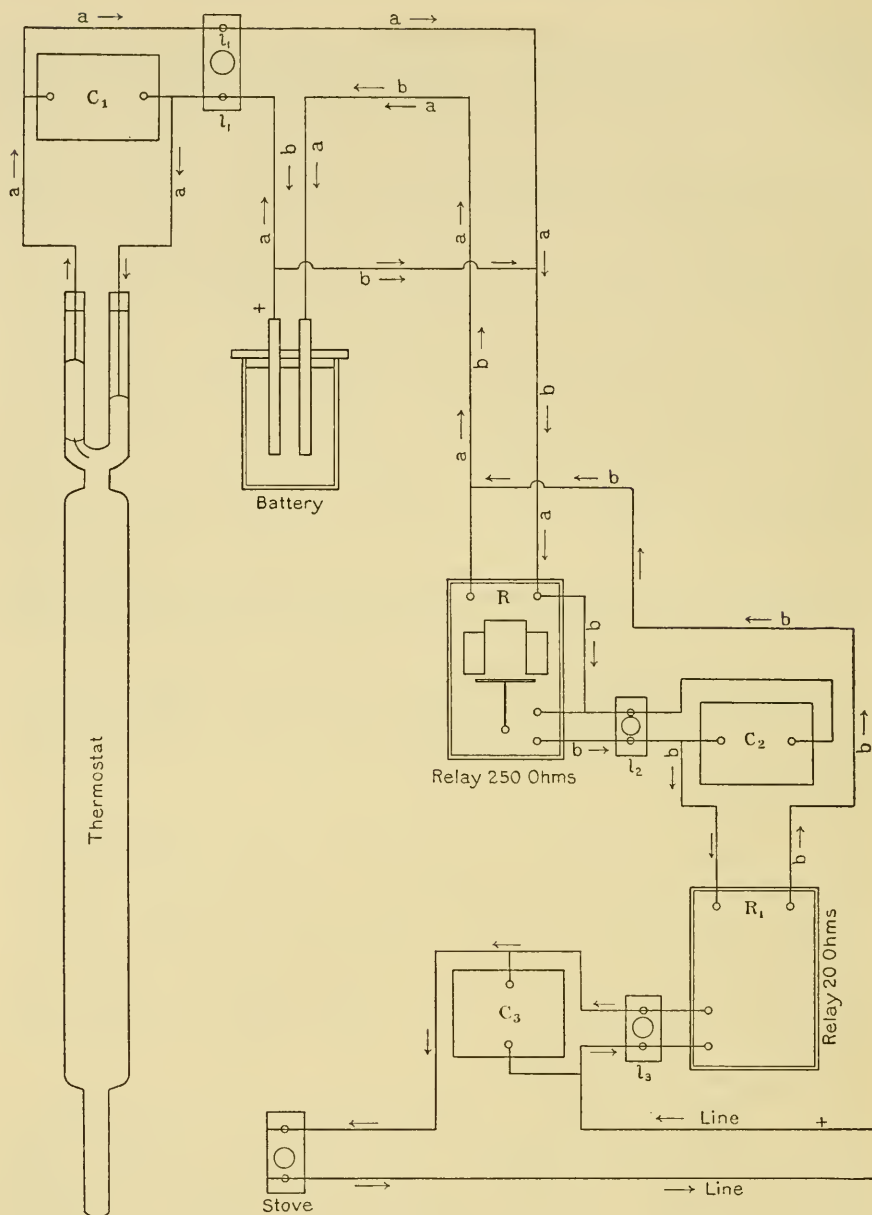 a →
a →
l₁
C₁
l₁
← b
← a
a →
a →
b →
a →
a →
a →
b →
← a
+
b →
b →
a →
← b
Battery
a →
R
← b
b →
b →
C₂
b →
Relay 250 Ohms
l₂
b →
b →
Thermostat
R₁
Relay 20 Ohms
C₃
l₃
← Line +
→ Line
Stove